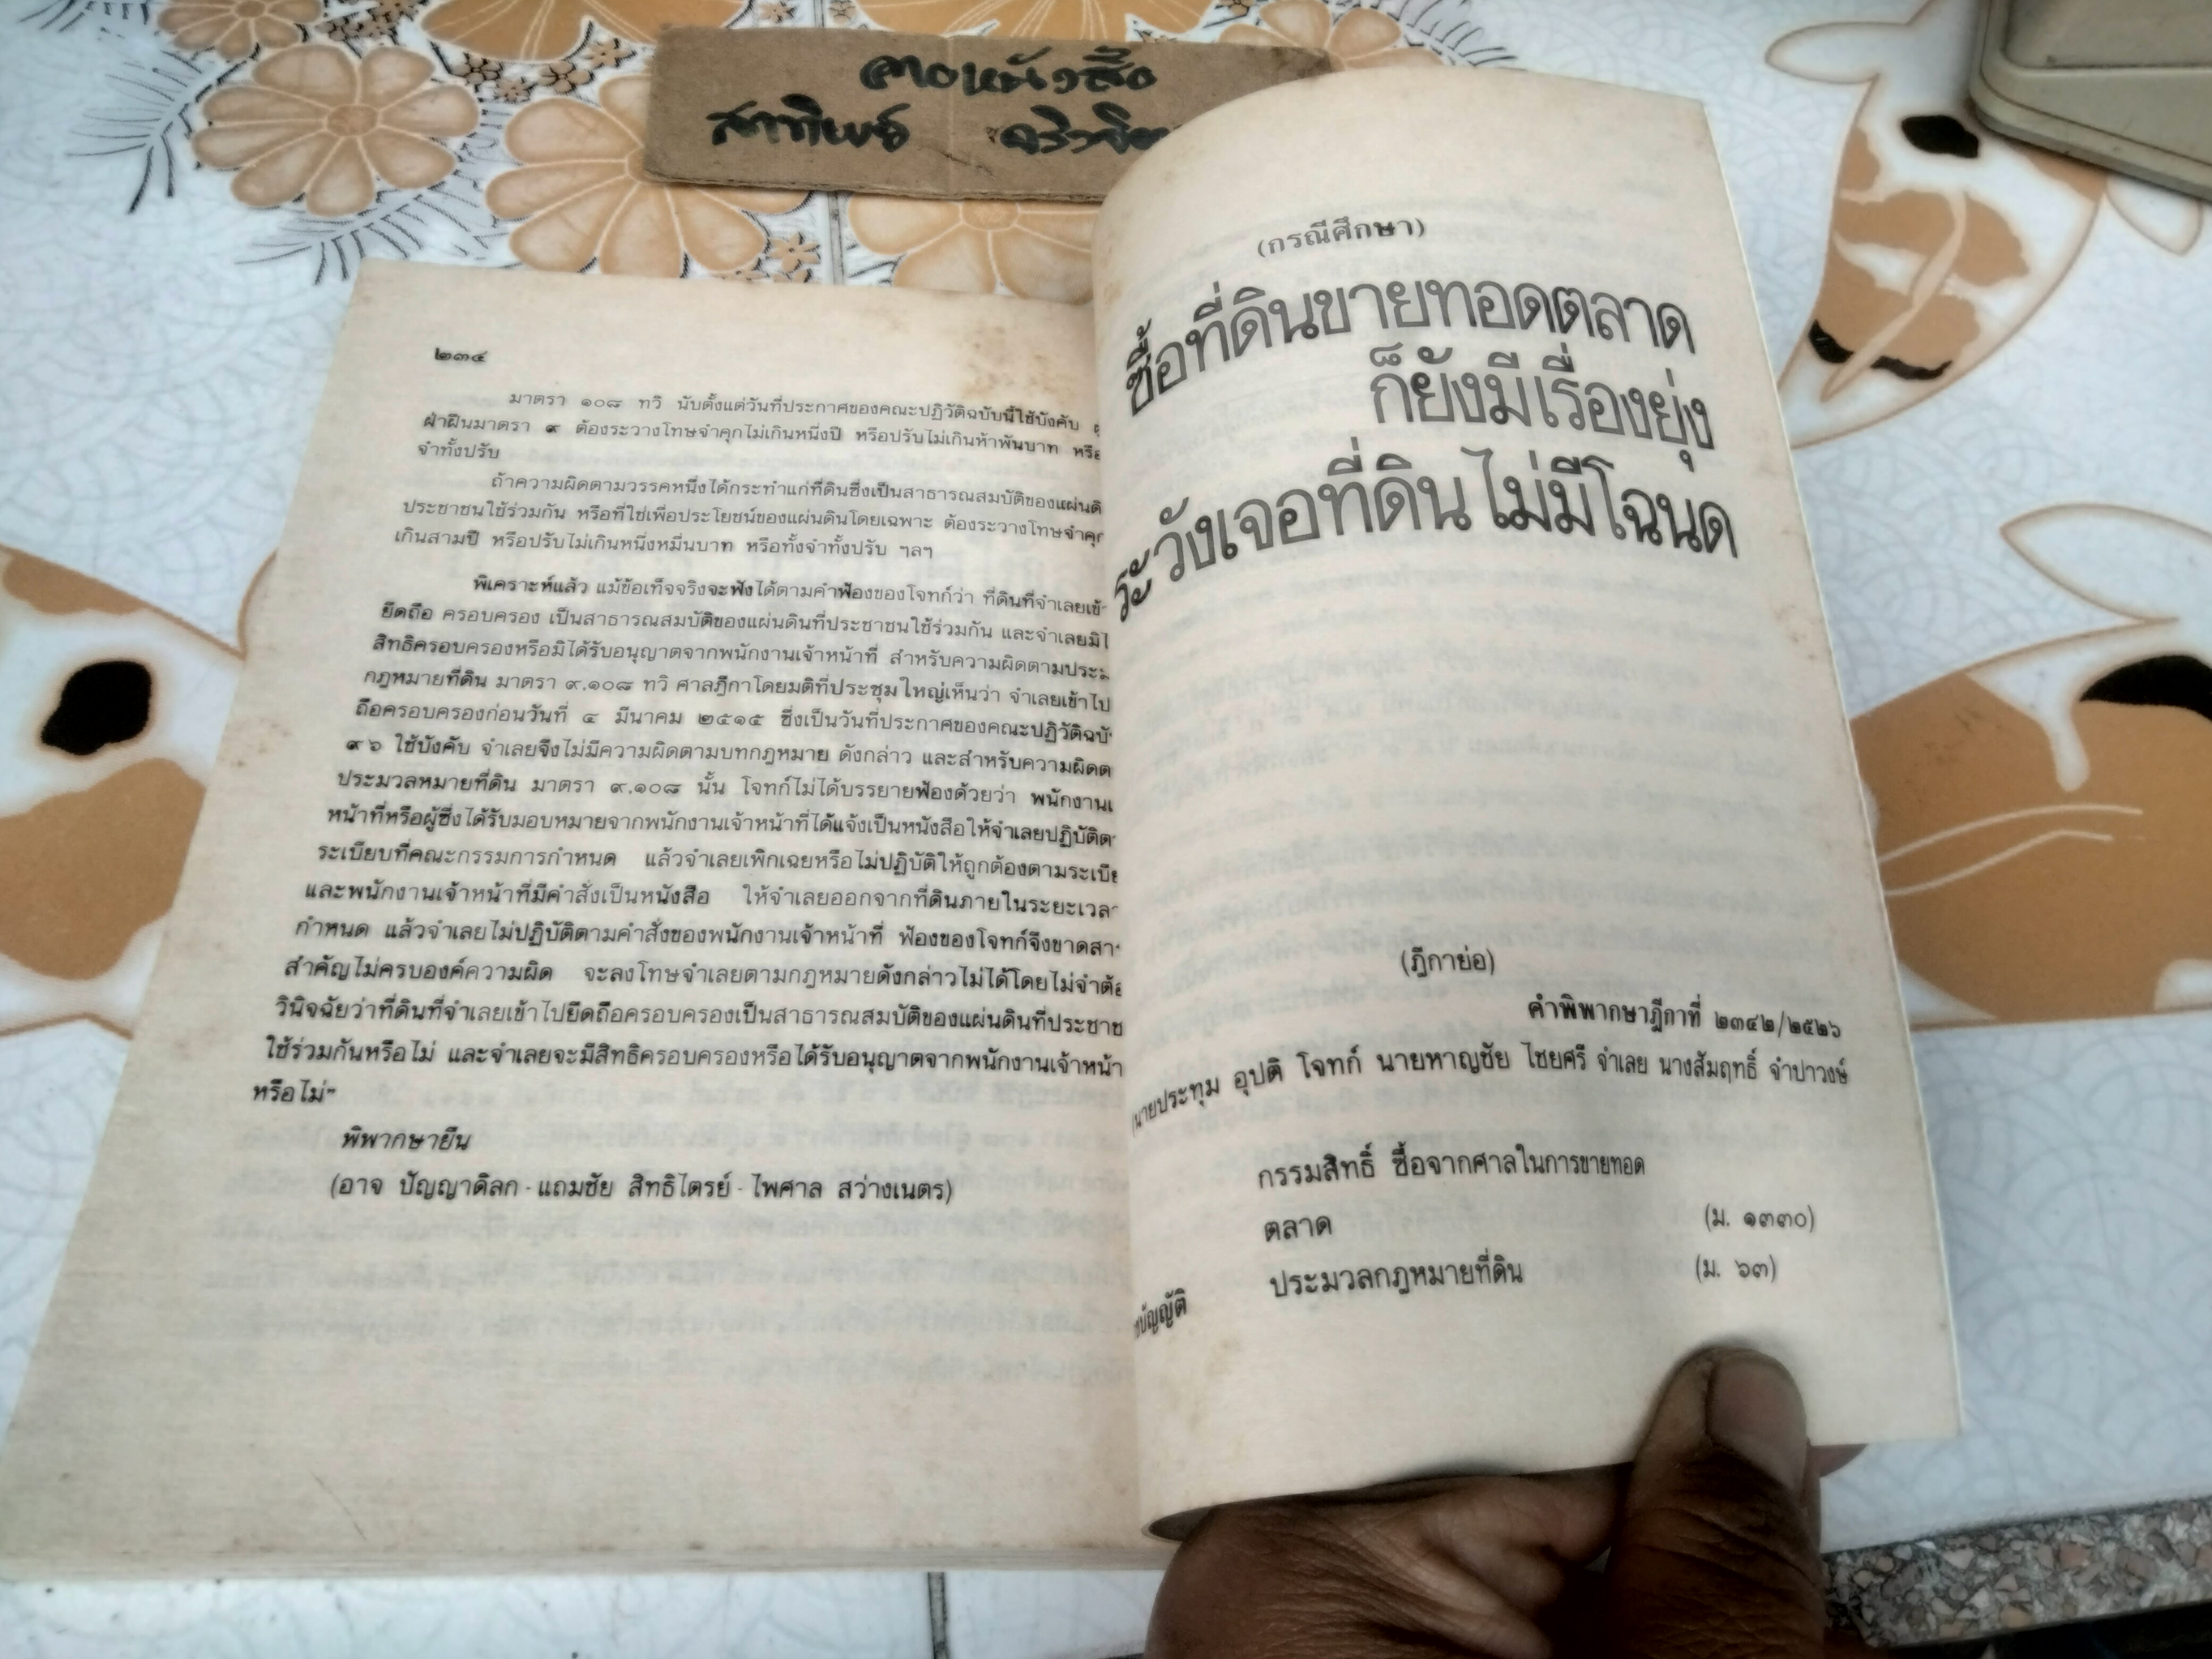 ๒๓๔
มาตรา ๑๐๘ ทวิ นับตั้งแต่วันที่ประกาศของคณะปฏิวัติฉบับนี้ใช้บังคับ
ฝ่าฝืนมาตรา ๙ ต้องระวางโทษจำคุกไม่เกินหนึ่งปี หรือปรับไม่เกินห้าพันบาท หรือ
จำทั้งปรับ
ถ้าความผิดตามวรรคหนึ่งได้กระทำแก่ที่ดินซึ่งเป็นสาธารณสมบัติของแผ่นดิ
ประชาชนใช้ร่วมกัน หรือที่ใช่เพื่อประโยชน์ของแผ่นดินโดยเฉพาะ ต้องระวางโทษจำคุก
เกินสามปี หรือปรับไม่เกินหนึ่งหมื่นบาท หรือทั้งจำทั้งปรับ ฯลฯ
พิเคราะห์แล้ว แม้ข้อเท็จจริงจะฟังได้ตามคำฟ้องของโจทก์ว่า ที่ดินที่จำเลยเข้า
ยึดถือ ครอบครอง เป็นสาธารณสมบัติของแผ่นดินที่ประชาชนใช้ร่วมกัน และจำเลยมิไ
สิทธิครอบครองหรือมิได้รับอนุญาตจากพนักงานเจ้าหน้าที่ สำหรับความผิดตามประม
กฎหมายที่ดิน มาตรา ๙,๑๐๘ ทวิ ศาลฎีกาโดยมติที่ประชุมใหญ่เห็นว่า จำเลยเข้าไป
ถือครอบครองก่อนวันที่ ๔ มีนาคม ๒๕๑๕ ซึ่งเป็นวันที่ประกาศของคณะปฏิวัติฉบั
๙๖ ใช้บังคับ จำเลยจึงไม่มีความผิดตามบทกฎหมาย ดังกล่าว และสำหรับความผิดต
ประมวลหมายที่ดิน มาตรา ๙,๑๐๘ นั้น โจทก์ไม่ได้บรรยายฟ้องด้วยว่า พนักงานเ
หน้าที่หรือผู้ซึ่งได้รับมอบหมายจากพนักงานเจ้าหน้าที่ได้แจ้งเป็นหนังสือให้จำเลยปฏิบัติต
ระเบียบที่คณะกรรมการกำหนด แล้วจำเลยเพิกเฉยหรือไม่ปฏิบัติให้ถูกต้องตามระเบีย
และพนักงานเจ้าหน้าที่มีคำสั่งเป็นหนังสือ ให้จำเลยออกจากที่ดินภายในระยะเวลา
กำหนด แล้วจำเลยไม่ปฏิบัติตามคำสั่งของพนักงานเจ้าหน้าที่ ฟ้องของโจทก์จึงขาดสา
สำคัญไม่ครบองค์ความผิด จะลงโทษจำเลยตามกฎหมายดังกล่าวไม่ได้โดยไม่จำต้อ
วินิจฉัยว่าที่ดินที่จำเลยเข้าไปยึดถือครอบครองเป็นสาธารณสมบัติของแผ่นดินที่ประชาช
ใช้ร่วมกันหรือไม่ และจำเลยจะมีสิทธิครอบครองหรือได้รับอนุญาตจากพนักงานเจ้าหน้า
หรือไม่"
พิพากษายืน
(อาจ ปัญญาดิลก - แถมชัย สิทธิไตรย์ - ไพศาล สว่างเนตร)
(กรณีศึกษา)
ซื้อที่ดินขายทอดตลาด
ก็ยังมีเรื่องยุ่ง
ระวังเจอที่ดินไม่มีโฉนด
(ฎีกาย่อ)
คำพิพากษาฎีกาที่ ๒๓๔๒/๒๕๒๖
นายประทุม อุปติ โจทก์ นายหาญชัย ไชยศรี จำเลย นางสัมฤทธิ์ จำปาวงษ์
กรรมสิทธิ์ ซื้อจากศาลในการขายทอด
ตลาด (ม. ๑๓๓๐)
ประมวลกฎหมายที่ดิน (ม. ๖๓)
บัญญัติ